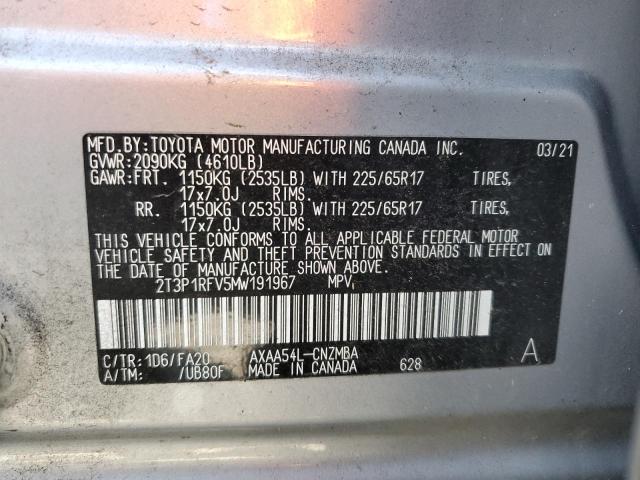 MFD.BY:TOYOTA MOTOR MANUFACTURING CANADA INC. 03/21
GVWR:2090KG (4610LB)
GAWR:FRT. 1150KG (2535LB) WITH 225/65R17 TIRES,
17x7.0J RIMS.
RR. 1150KG (2535LB) WITH 225/65R17 TIRES,
17x7.0J RIMS.
THIS VEHICLE CONFORMS TO ALL APPLICABLE FEDERAL MOTOR
VEHICLE SAFETY AND THEFT PREVENTION STANDARDS IN EFFECT ON
THE DATE OF MANUFACTURE SHOWN ABOVE.
2T3P1RFV5MW191967 MPV
C/TR:1D6/FA20 AXAA54L-CNZMBA A
A/TM: /UB80F MADE IN CANADA 628